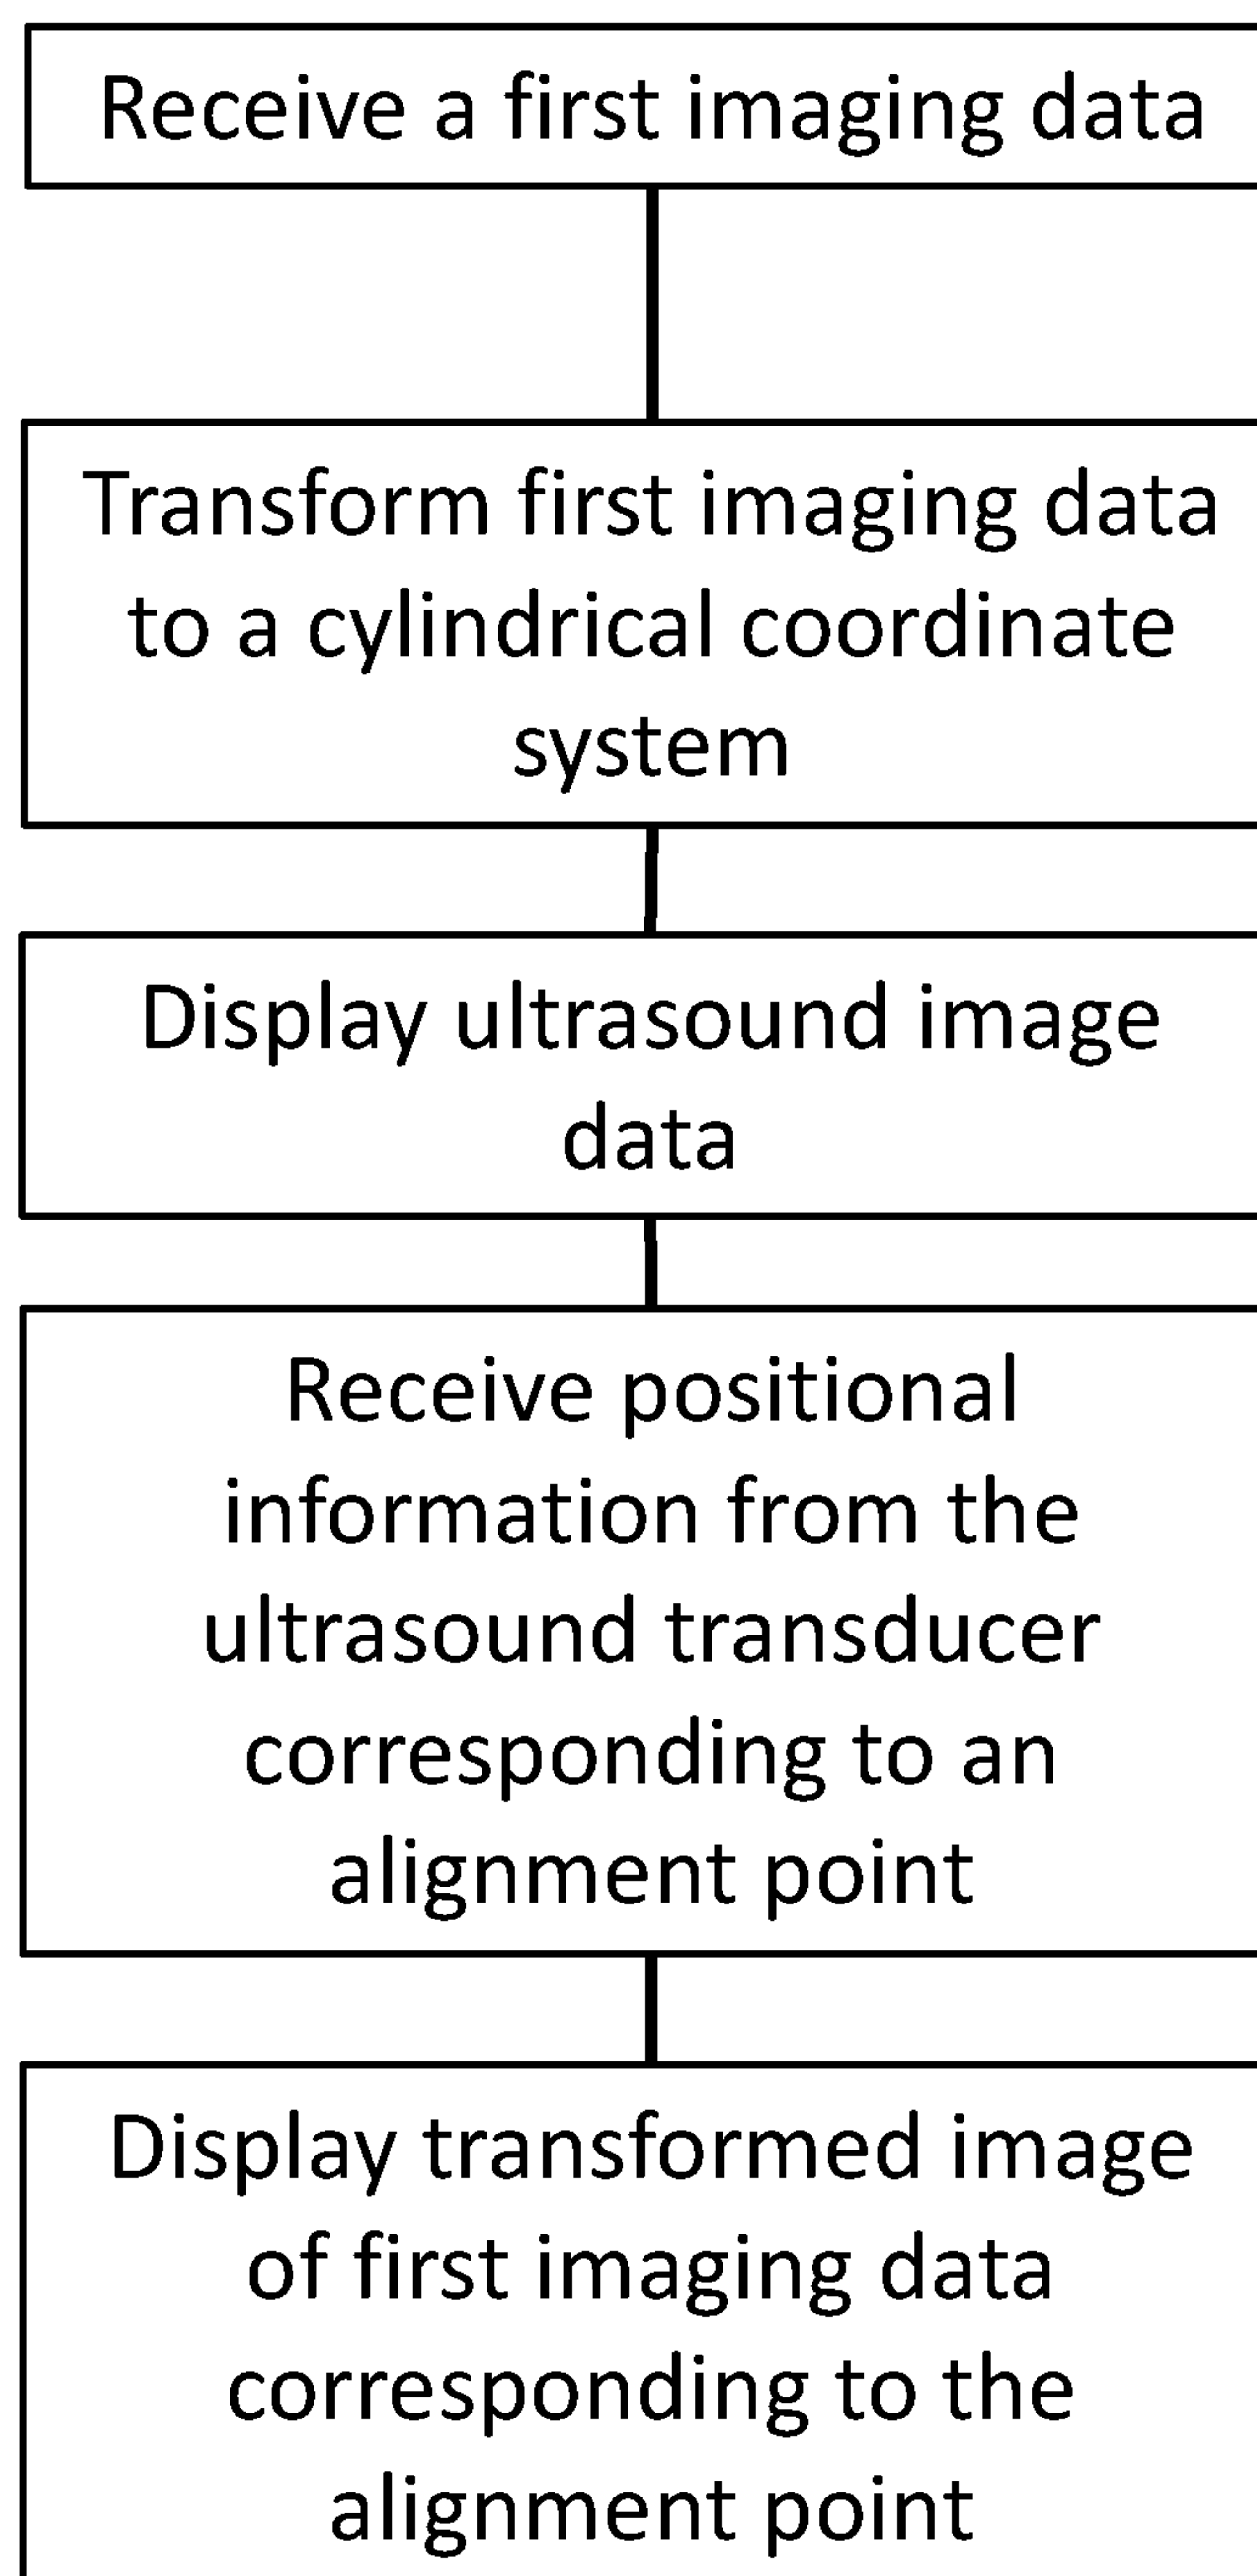 Receive a first imaging data
Transform first imaging data
to a cylindrical coordinate
system
Display ultrasound image
data
Receive positional
information from the
ultrasound transducer
corresponding to an
alignment point
Display transformed image
of first imaging data
corresponding to the
alignment point